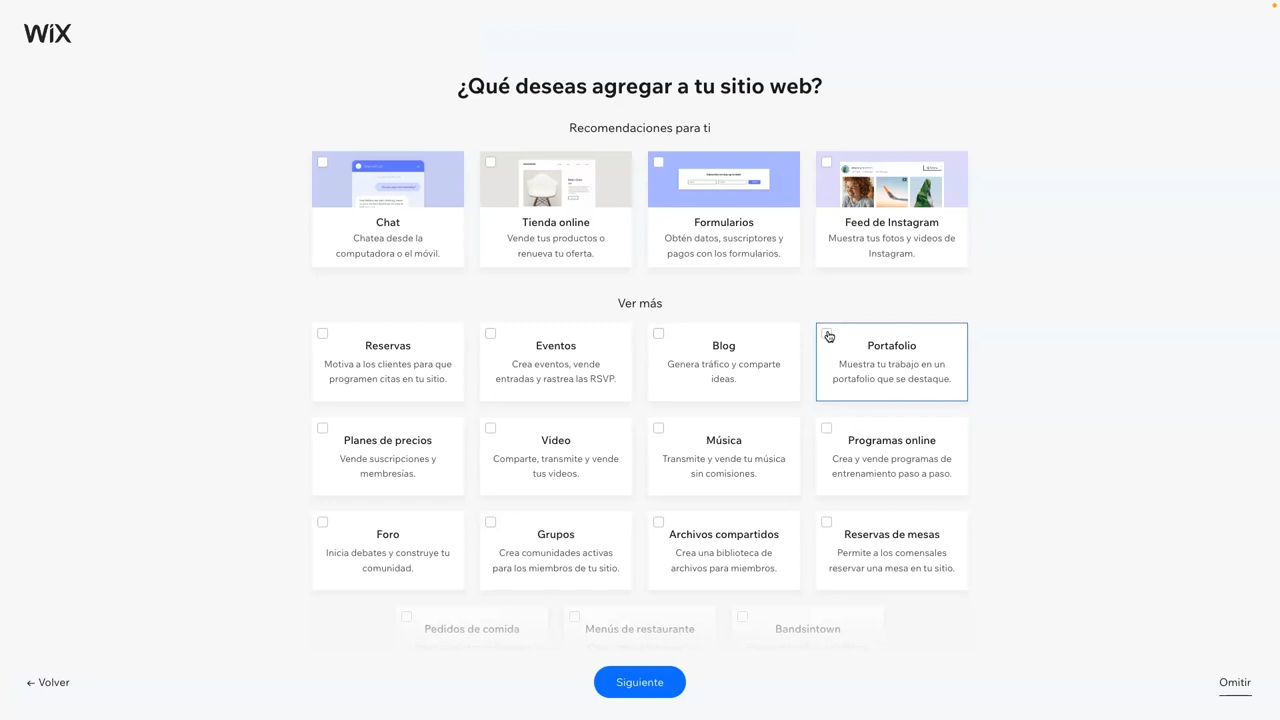 WiX
¿Qué deseas agregar a tu sitio web?
Recomendaciones para ti
Chat
Chatea desde la
computadora o el móvil.
Tienda online
Vende tus productos o
renueva tu oferta.
Formularios
Obtén datos, suscriptores y
pagos con los formularios.
Feed de Instagram
Muestra tus fotos y videos de
Instagram.
Ver más
Reservas
Motiva a los clientes para que
programen citas en tu sitio.
Eventos
Crea eventos, vende
entradas y rastrea las RSVP.
Blog
Genera tráfico y comparte
ideas.
Portafolio
Muestra tu trabajo en un
portafolio que se destaque.
Planes de precios
Vende suscripciones y
membresías.
Video
Comparte, transmite y vende
tus videos.
Música
Transmite y vende tu música
sin comisiones.
Programas online
Crea y vende programas de
entrenamiento paso a paso.
Foro
Inicia debates y construye tu
comunidad.
Grupos
Crea comunidades activas
para los miembros de tu sitio.
Archivos compartidos
Crea una biblioteca de
archivos para miembros.
Reservas de mesas
Permite a los comensales
reservar una mesa en tu sitio.
Pedidos de comida
Menús de restaurante
Bandsintown
← Volver
Siguiente
Omitir